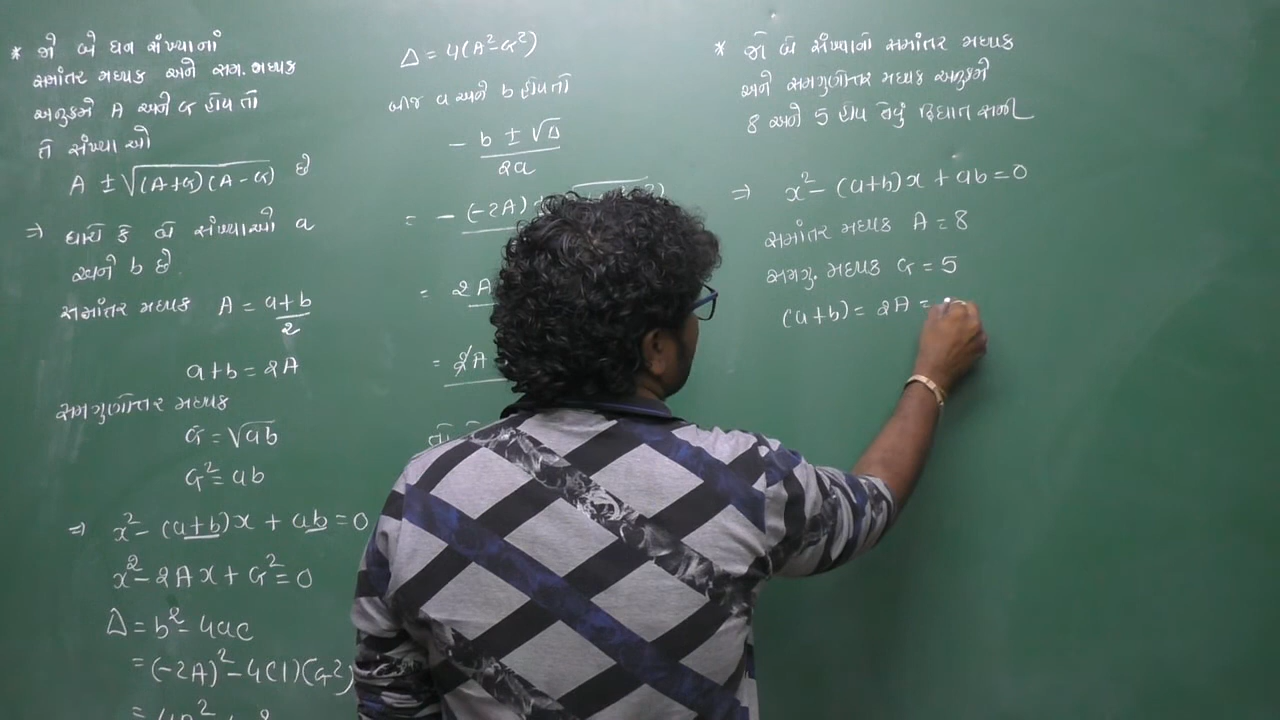 * જો બે ધન સંખ્યાનાં
સમાંતર મધ્યક અને સમ. મધ્યક
અનુક્રમે A અને G હોય તો
તે સંખ્યાઓ
A ± √(A+G)(A-G) છે
⇒ ધારો કે બે સંખ્યાઓ a
અને b છે.
સમાંતર મધ્યક A = a+b/2
a+b = 2A
સમગુણોત્તર મધ્યક
G = √ab
G² = ab
⇒ x² - (a+b)x + ab = 0
x² - 2Ax + G² = 0
Δ = b² - 4ac
= (-2A)² - 4(1)(G²)
Δ = 4(A² - G²)
બીજ a અને b હોય તો
- b ± √Δ / 2a
= - (-2A)
= 2A
= 2A
* જો બે સંખ્યાનો સમાંતર મધ્યક
અને સમગુણોત્તર મધ્યક અનુક્રમે
8 અને 5 હોય તેવું દ્વિઘાત સમી
⇒ x² - (a+b)x + ab = 0
સમાંતર મધ્યક A = 8
સમગુ. મધ્યક G = 5
(a+b) = 2A =